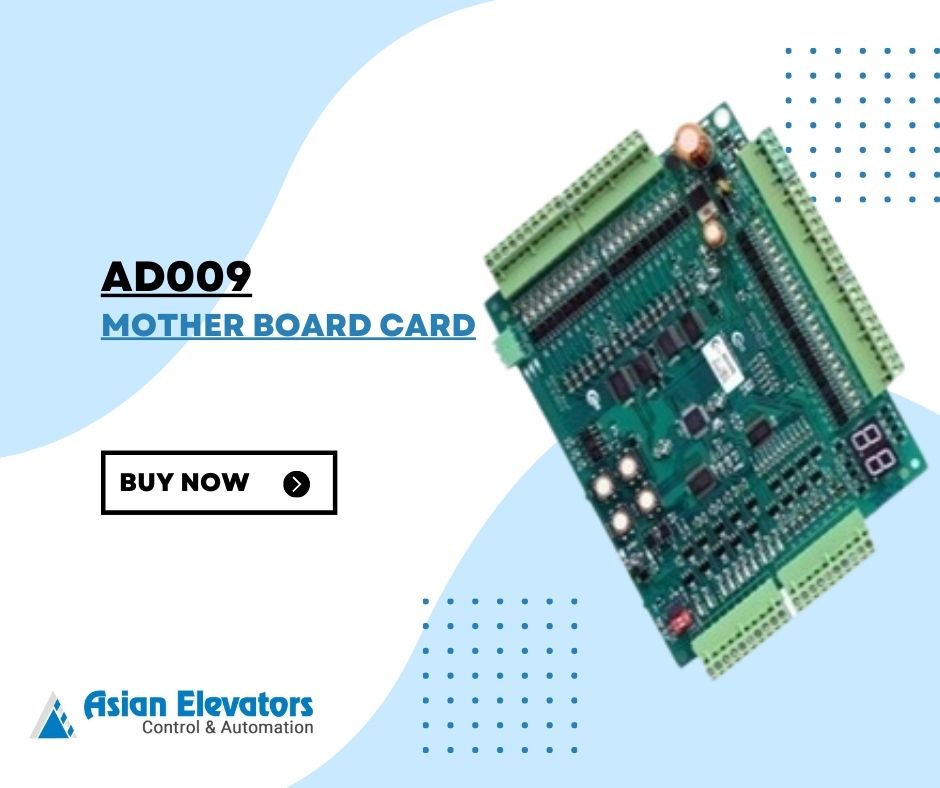 AD009
MOTHER BOARD CARD
BUY NOW
Asian Elevators
Control & Automation